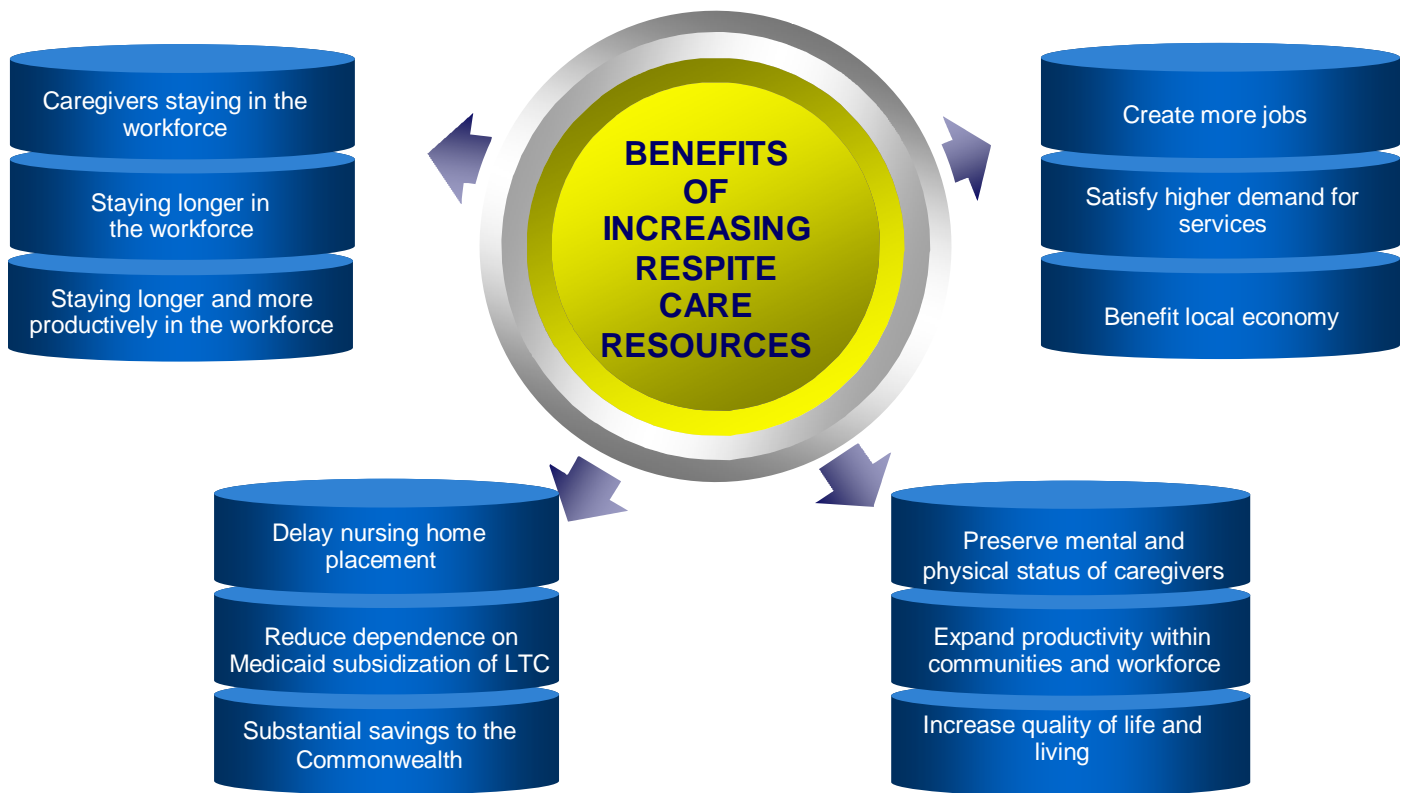 Caregivers staying in the
workforce
Staying longer in
the workforce
Staying longer and more
productively in the workforce
BENEFITS
OF
INCREASING
RESPITE
CARE
RESOURCES
Create more jobs
Satisfy higher demand for
services
Benefit local economy
Delay nursing home
placement
Reduce dependence on
Medicaid subsidization of LTC
Substantial savings to the
Commonwealth
Preserve mental and
physical status of caregivers
Expand productivity within
communities and workforce
Increase quality of life and
living